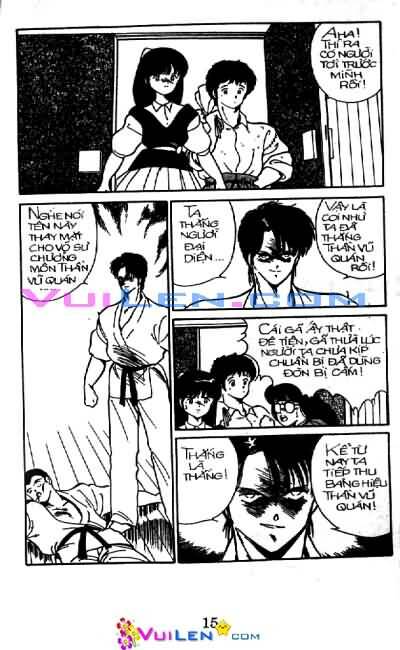 AHA!
THÌ RA
CÓ NGƯỜI
TỚI TRƯỚC
MÌNH
RỒI!
NGHE NÓI
TÊN NÀY
THAY MẶT
CHO VÕ SƯ
CHƯỞNG
MÔN THẦN
VŨ QUÁN...
TA
THẮNG
NGƯỜI
ĐẠI
DIỆN...
VẬY LÀ
COI NHƯ
TA ĐÃ
THẮNG
THẦN VŨ
QUÁN
RỒI!
VuiLen.com
CÁI GÃ ẤY THẬT
ĐÊ TIỆN, GÃ THỪA LÚC
NGƯỜI TA CHƯA KỊP
CHUẨN BỊ ĐÃ DÙNG
ĐÒN BỊ CẤM!
THẮNG
LÀ
THẮNG!
KỂ TỪ
NAY TA
TIẾP THU
BẢNG HIỆU
THẦN VŨ
QUÁN!
15
VuiLen.com